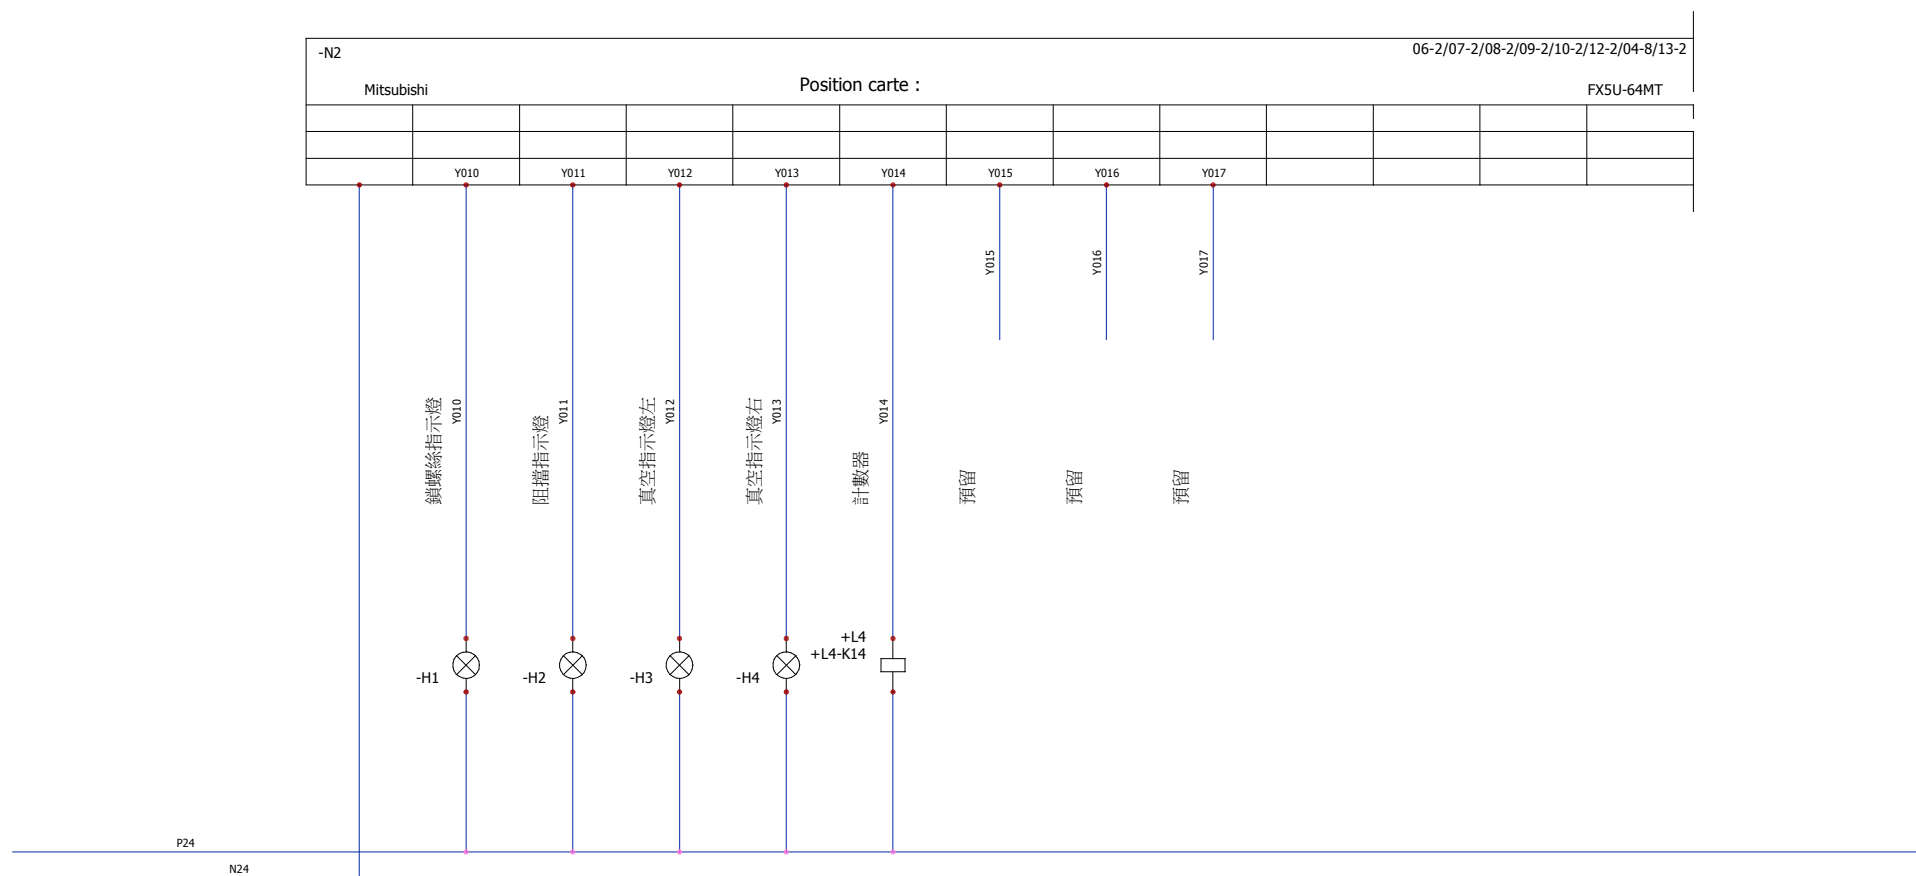 -N2
06-2/07-2/08-2/09-2/10-2/12-2/04-8/13-2
Mitsubishi
Position carte :
FX5U-64MT
Y010
Y011
Y012
Y013
Y014
Y015
Y016
Y017
Y015
Y016
Y017
鎖螺絲指示燈
Y010
阻擋指示燈
Y011
真空指示燈左
Y012
真空指示燈右
Y013
計數器
Y014
預留
預留
預留
-H1
-H2
-H3
-H4
+L4
+L4-K14
P24
N24